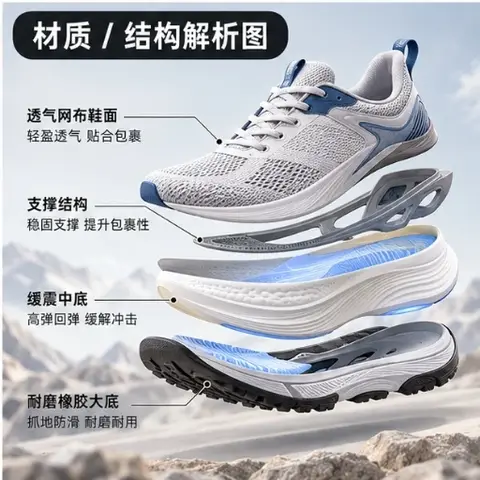 材质 / 结构解析图
透气网布鞋面
轻盈透气 贴合包裹
支撑结构
稳固支撑 提升包裹性
缓震中底
高弹回弹 缓解冲击
耐磨橡胶大底
抓地防滑 耐磨耐用